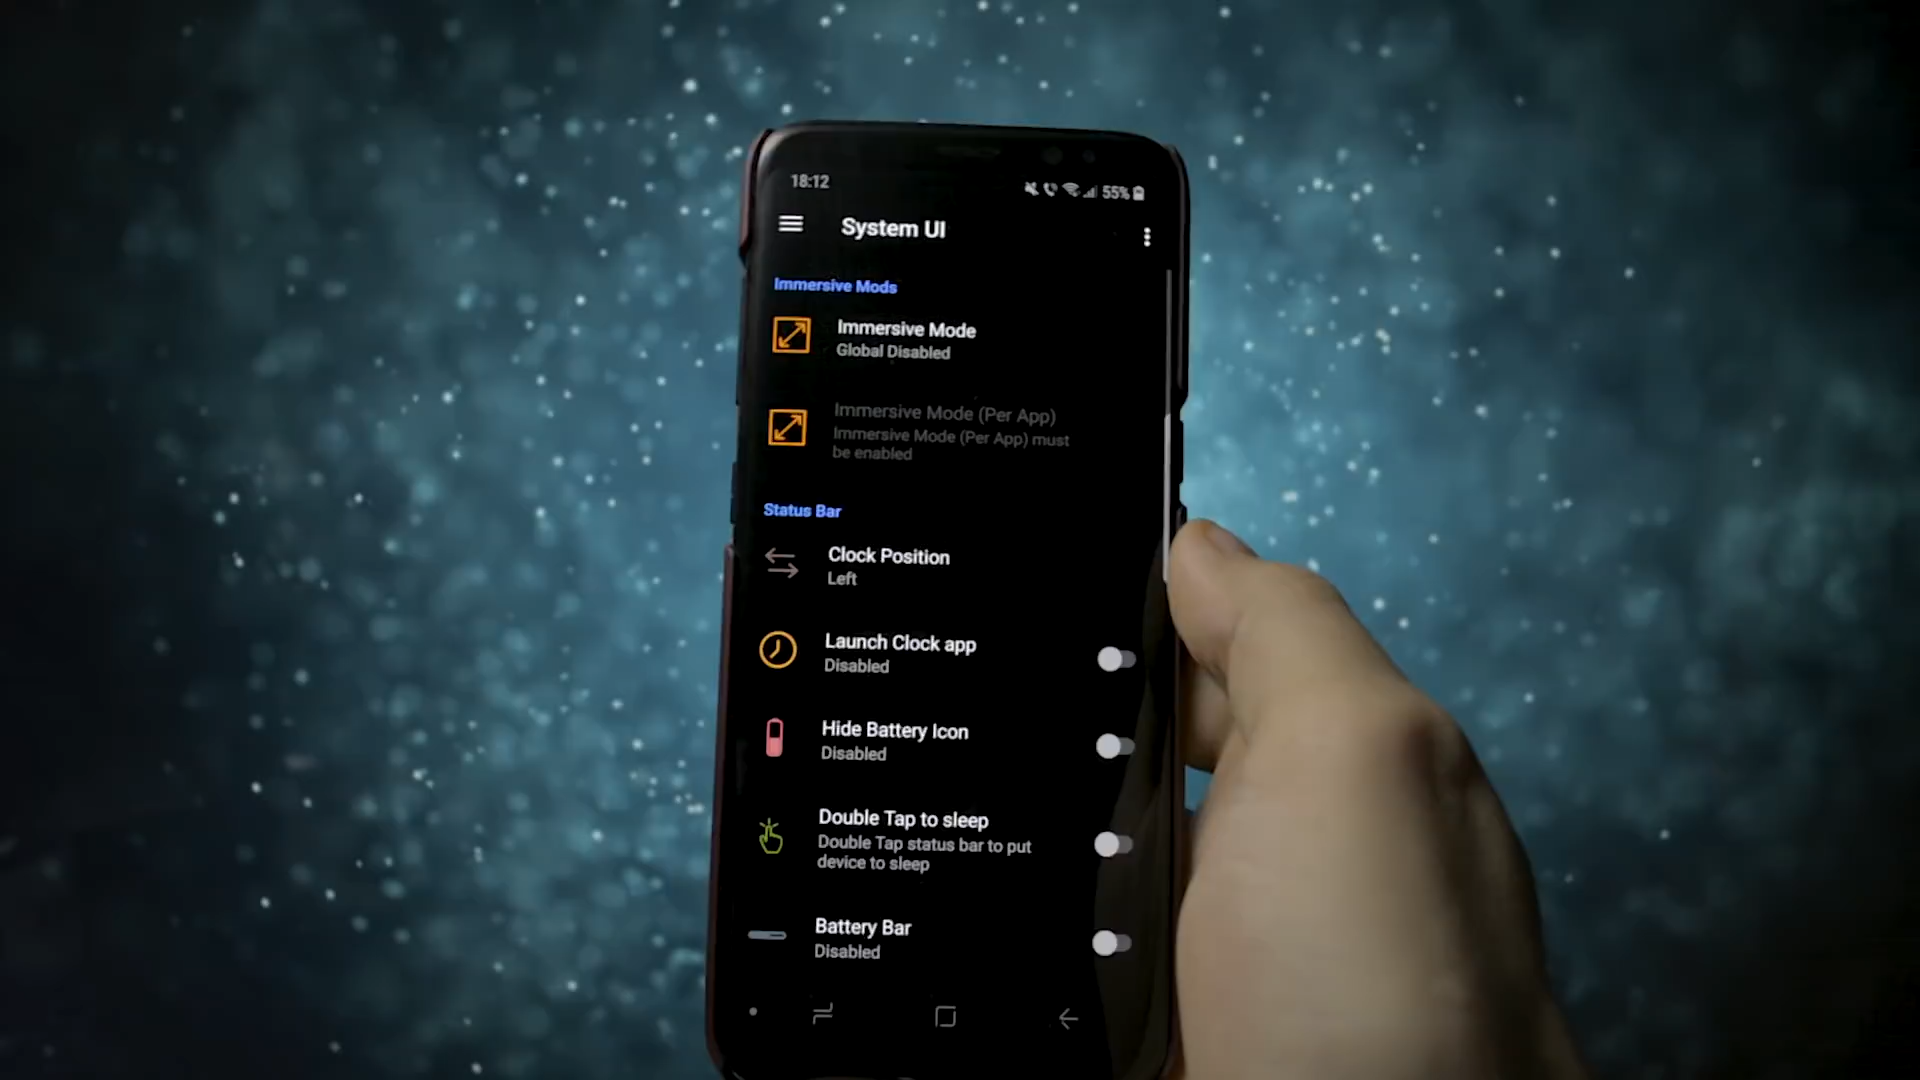 18:12
55%
System UI
Immersive Mods
Immersive Mode
Global Disabled
Immersive Mode (Per App)
Immersive Mode (Per App) must
be enabled
Status Bar
Clock Position
Left
Launch Clock app
Disabled
Hide Battery Icon
Disabled
Double Tap to sleep
Double Tap status bar to put
device to sleep
Battery Bar
Disabled